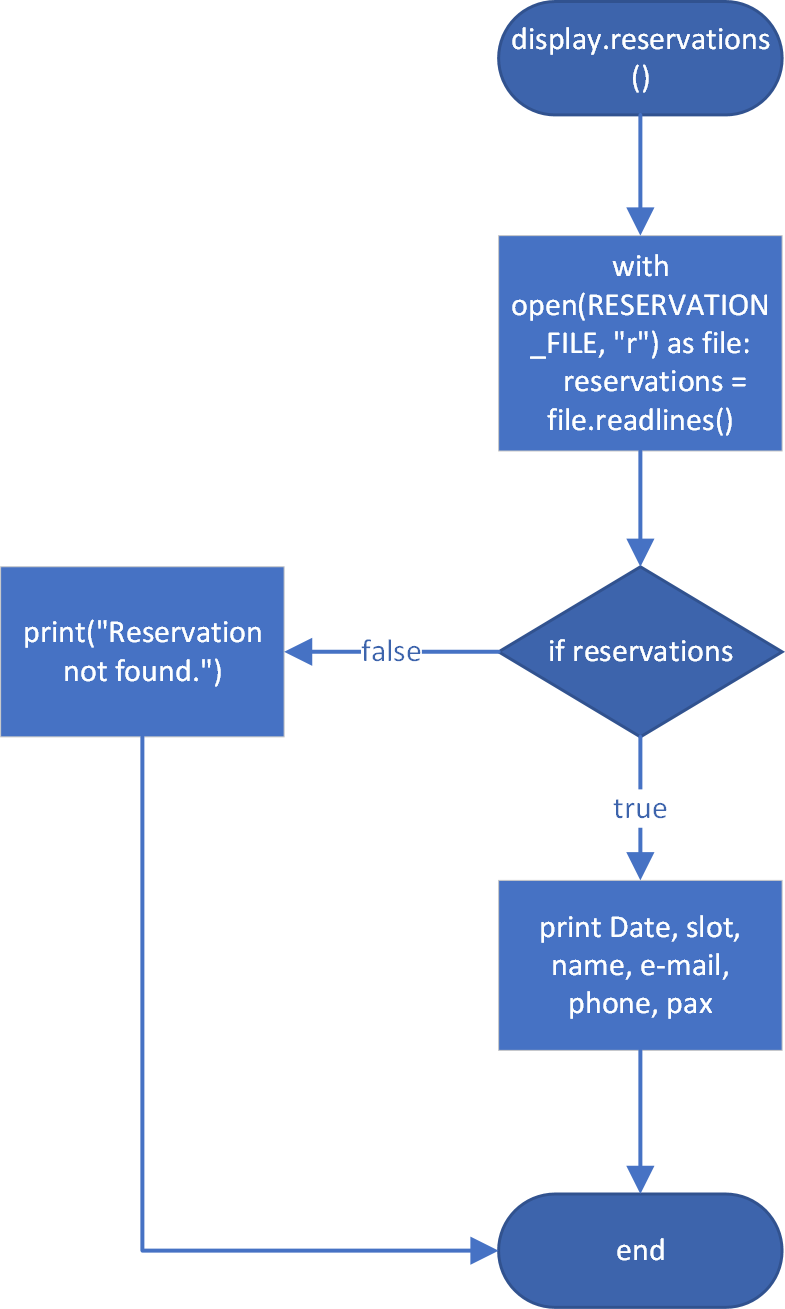 display.reservations
()
with
open(RESERVATION
_FILE, "r") as file:
reservations =
file.readlines()
if reservations
false
print("Reservation
not found.")
true
print Date, slot,
name, e-mail,
phone, pax
end